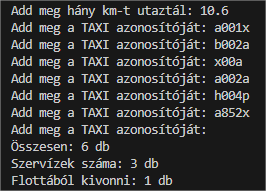 Add meg hány km-t utaztál: 10.6
Add meg a TAXI azonosítóját: a001x
Add meg a TAXI azonosítóját: b002a
Add meg a TAXI azonosítóját: x00a
Add meg a TAXI azonosítóját: a002a
Add meg a TAXI azonosítóját: h004p
Add meg a TAXI azonosítóját: a852x
Add meg a TAXI azonosítóját:
Összesen: 6 db
Szervízek száma: 3 db
Flottából kivonni: 1 db